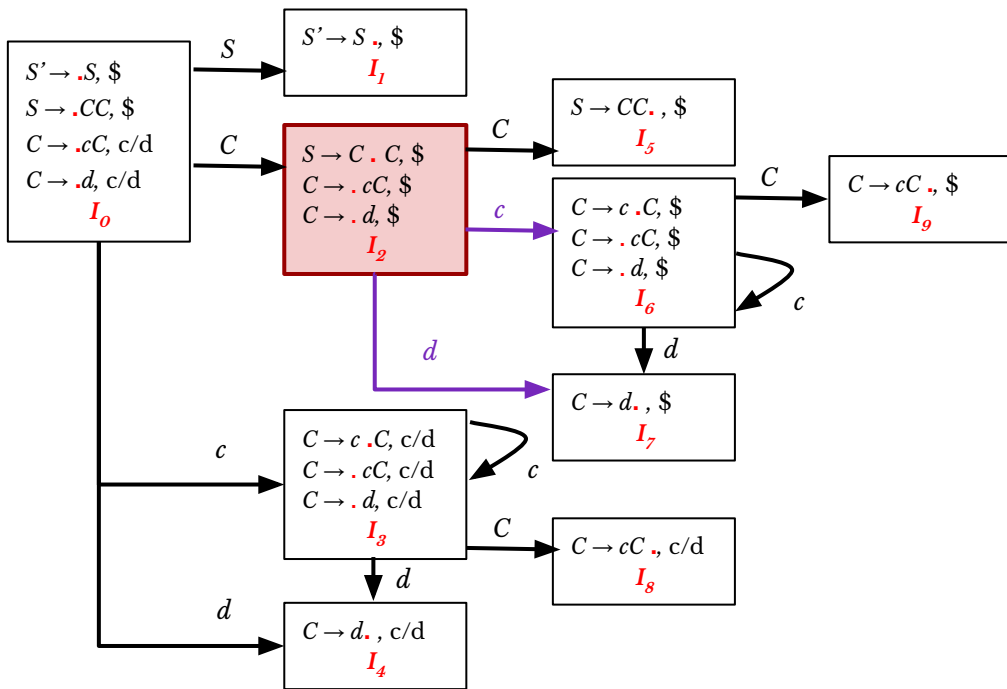 S’ → .S, $
S → .CC, $
C → .cC, c/d
C → .d, c/d
I0
S
S’ → S ., $
I1
C
S → C . C, $
C → . cC, $
C → . d, $
I2
C
S → CC. , $
I5
c
C → c .C, $
C → . cC, $
C → . d, $
I6
C
C → cC ., $
I9
c
d
d
C → d. , $
I7
c
C → c .C, c/d
C → . cC, c/d
C → . d, c/d
I3
c
C
C → cC ., c/d
I8
d
d
C → d. , c/d
I4